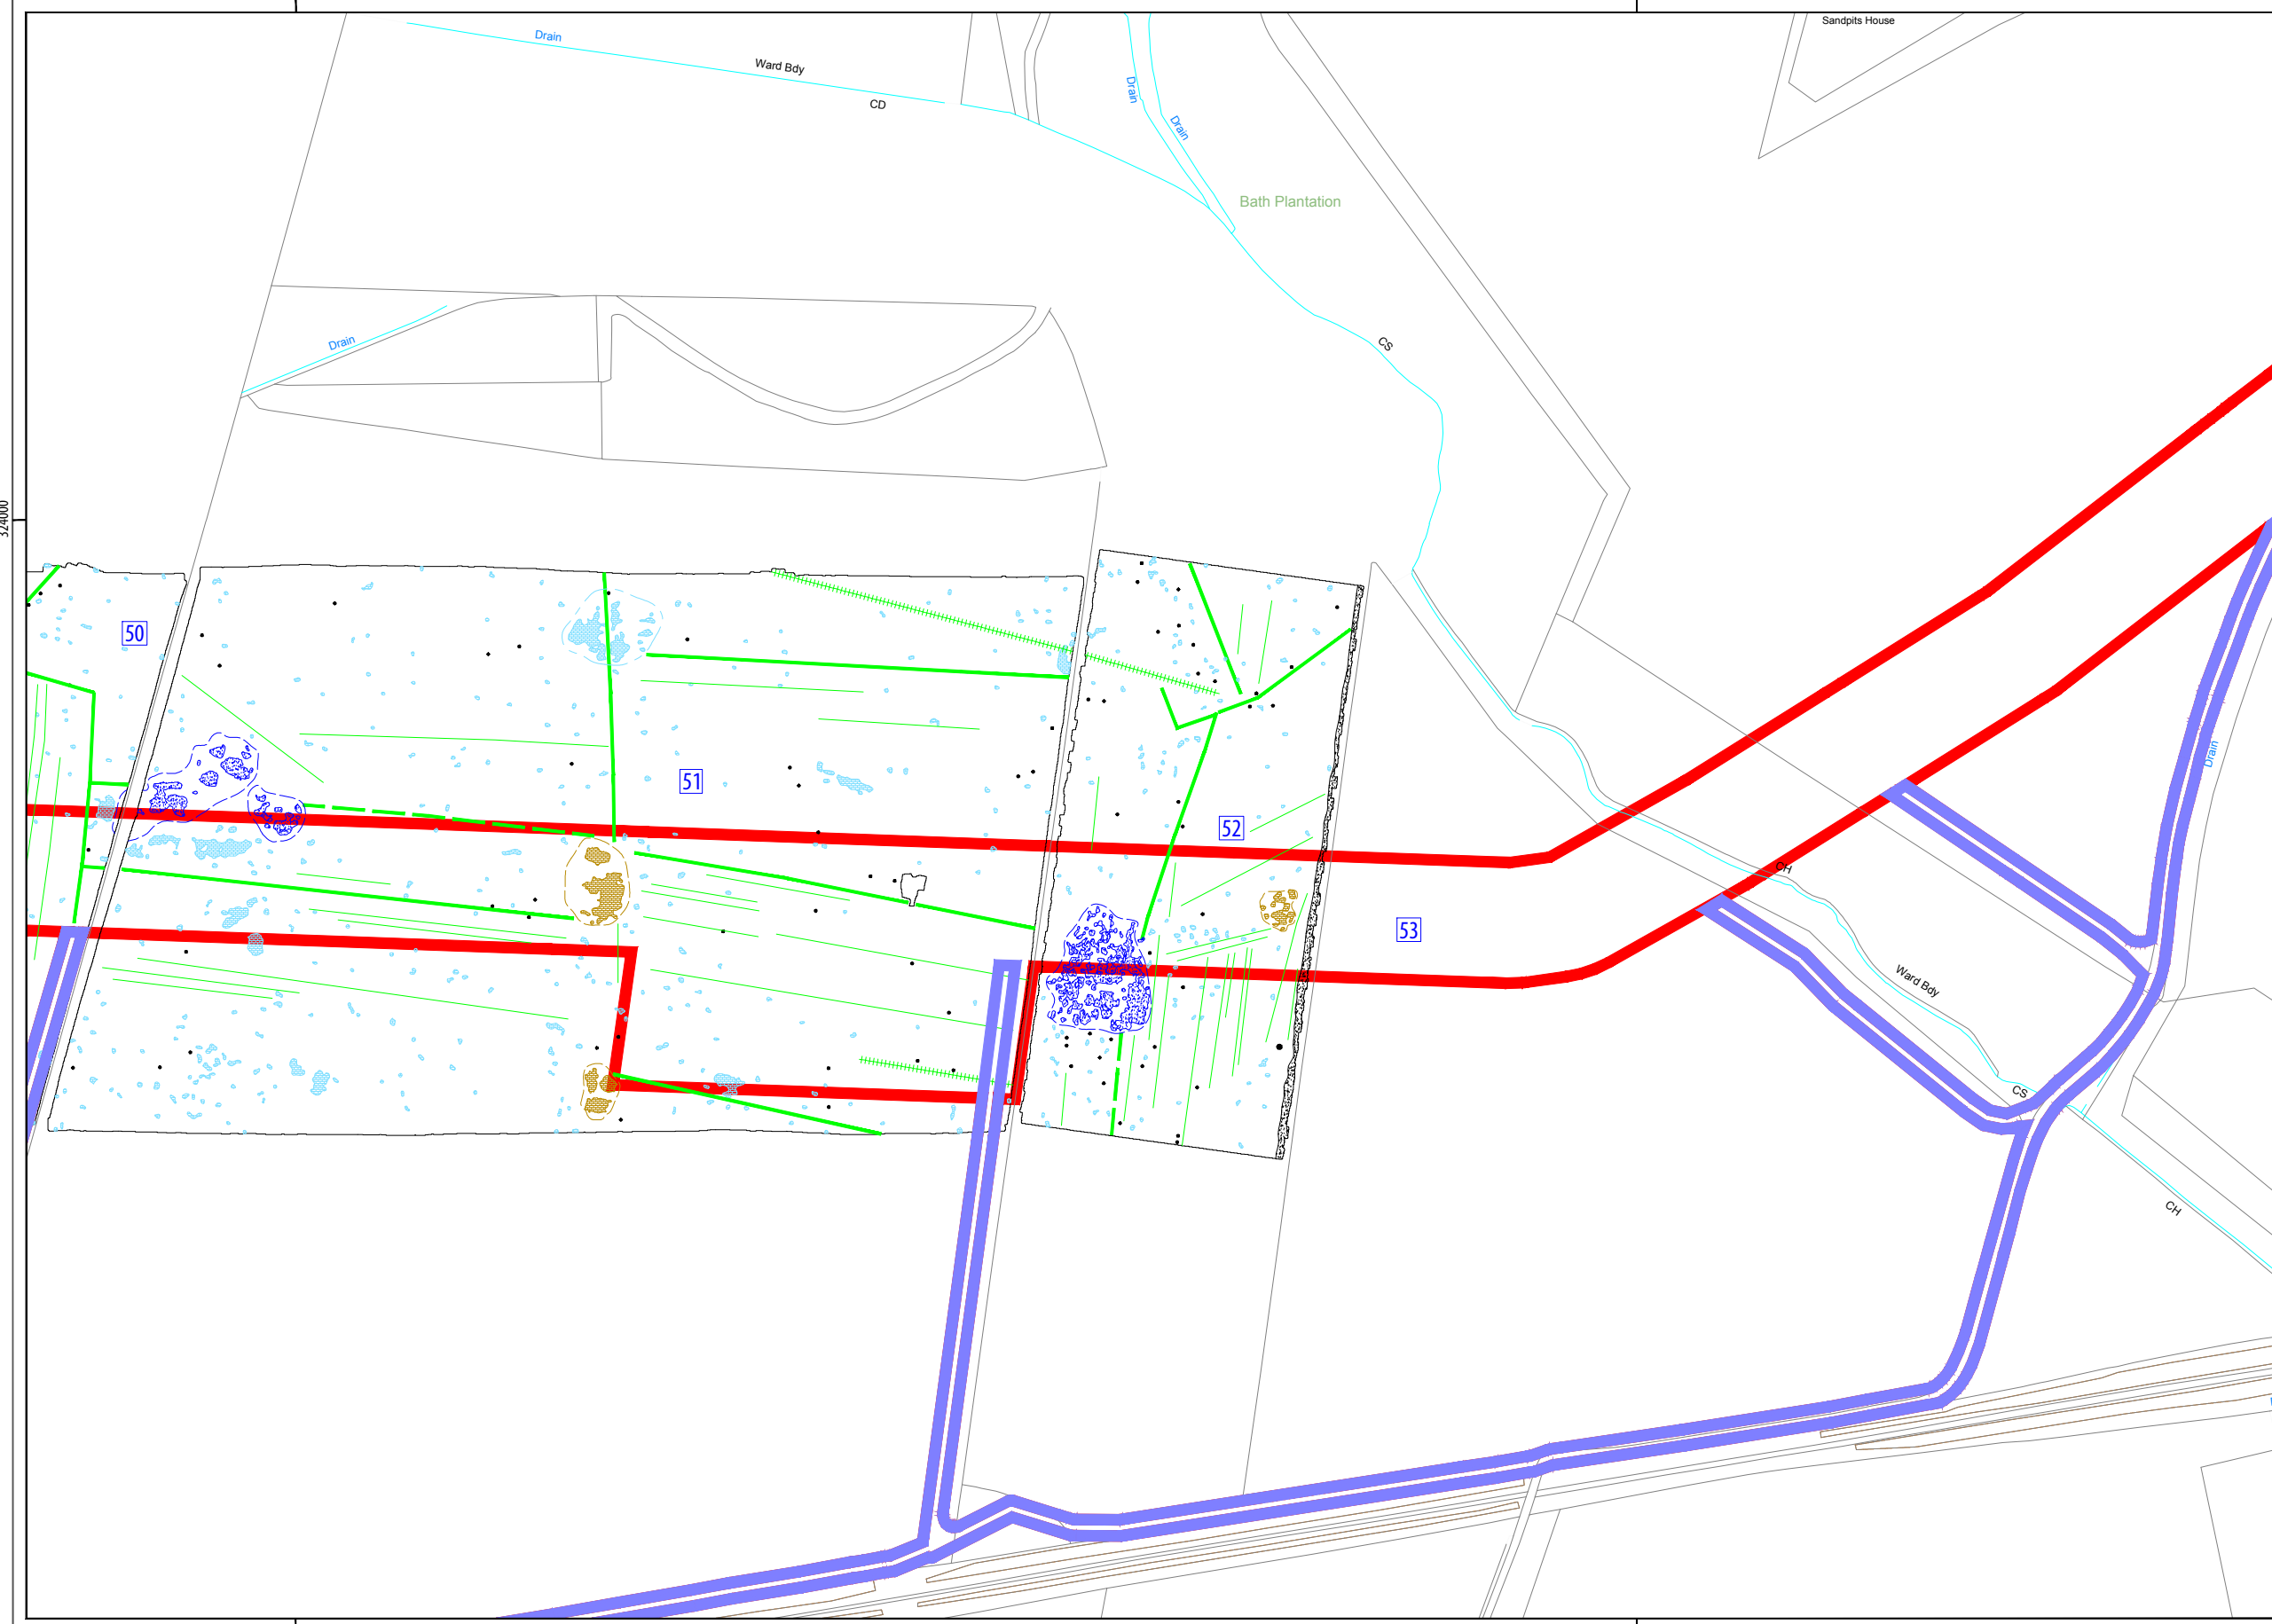 Sandpits House
Drain
Ward Bdy
CD
Drain
Drain
Bath Plantation
Drain
CS
324000
50
51
Drain
52
CH
53
Ward Bdy
CS
CH